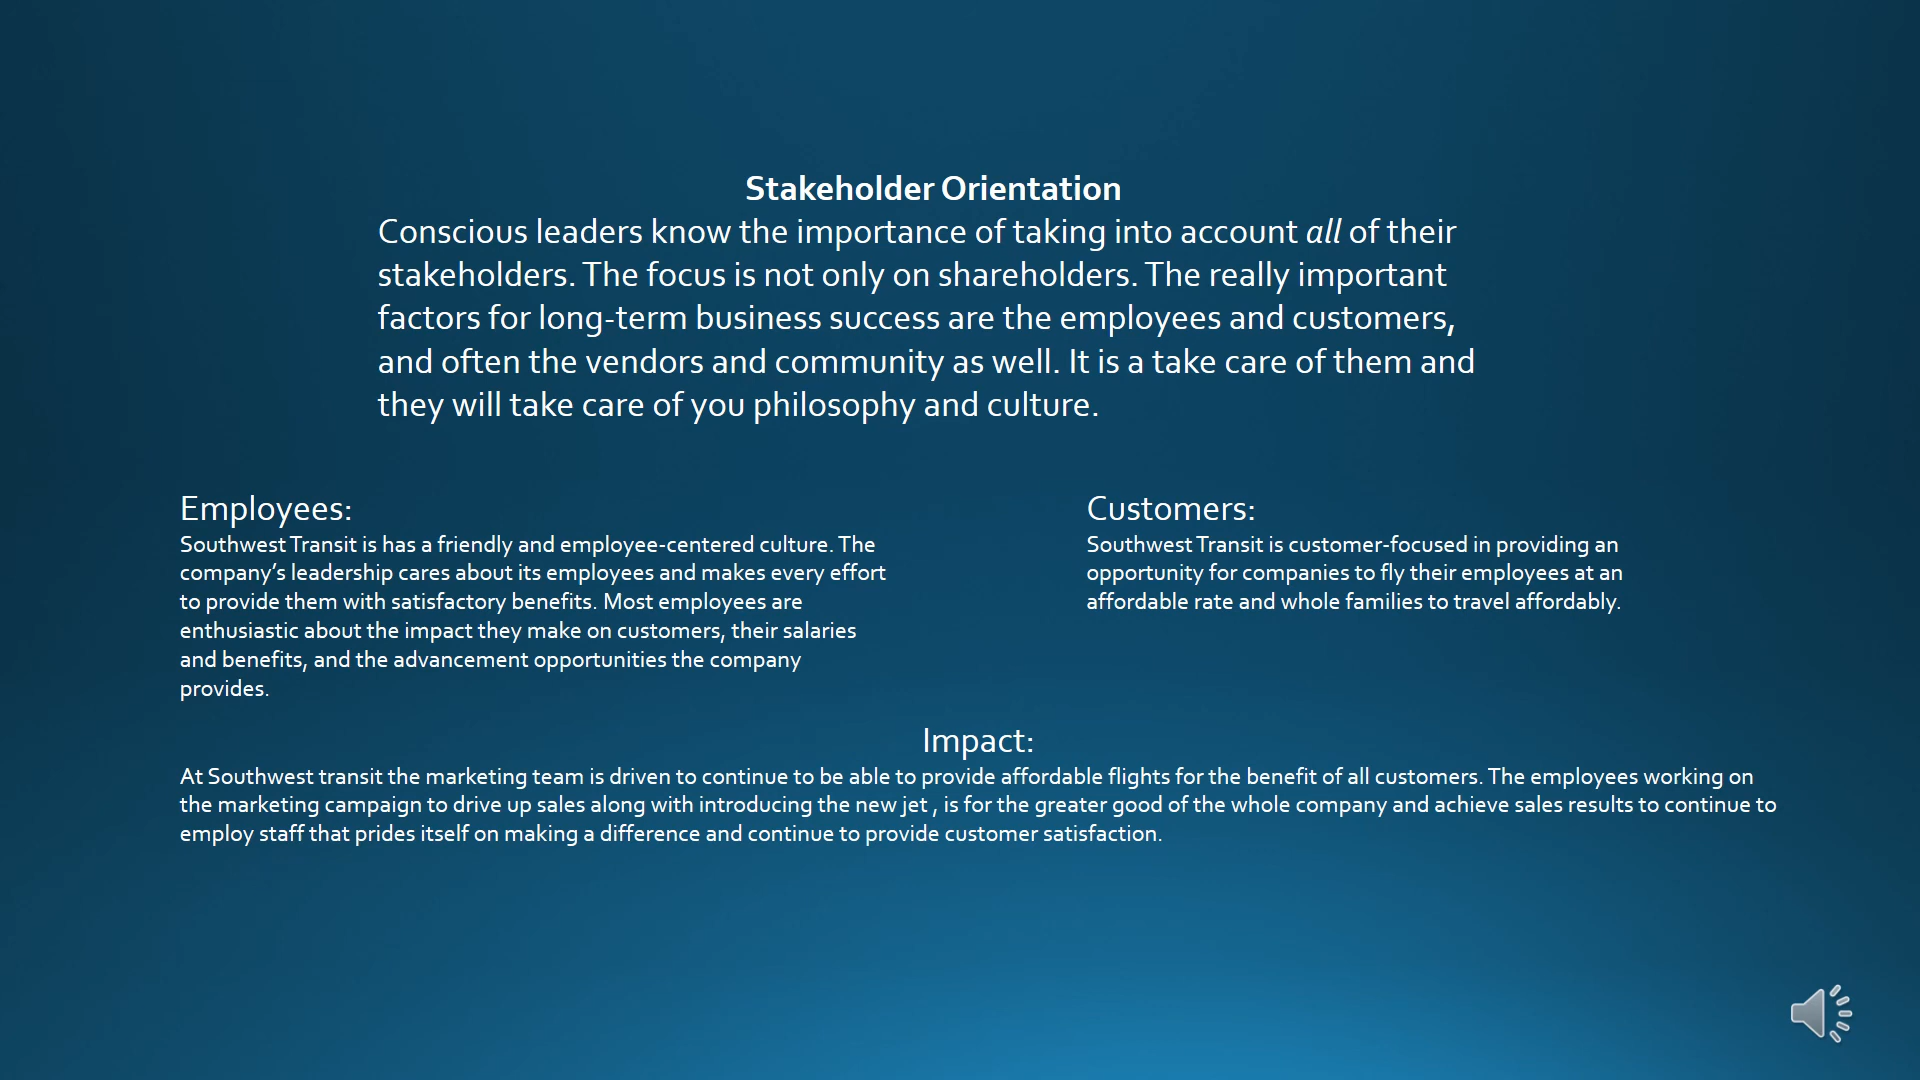 Stakeholder Orientation
Conscious leaders know the importance of taking into account all of their
stakeholders. The focus is not only on shareholders. The really important
factors for long-term business success are the employees and customers,
and often the vendors and community as well. It is a take care of them and
they will take care of you philosophy and culture.
Employees:
Southwest Transit is has a friendly and employee-centered culture. The
company’s leadership cares about its employees and makes every effort
to provide them with satisfactory benefits. Most employees are
enthusiastic about the impact they make on customers, their salaries
and benefits, and the advancement opportunities the company
provides.
Customers:
Southwest Transit is customer-focused in providing an
opportunity for companies to fly their employees at an
affordable rate and whole families to travel affordably.
Impact:
At Southwest transit the marketing team is driven to continue to be able to provide affordable flights for the benefit of all customers. The employees working on
the marketing campaign to drive up sales along with introducing the new jet , is for the greater good of the whole company and achieve sales results to continue to
employ staff that prides itself on making a difference and continue to provide customer satisfaction.